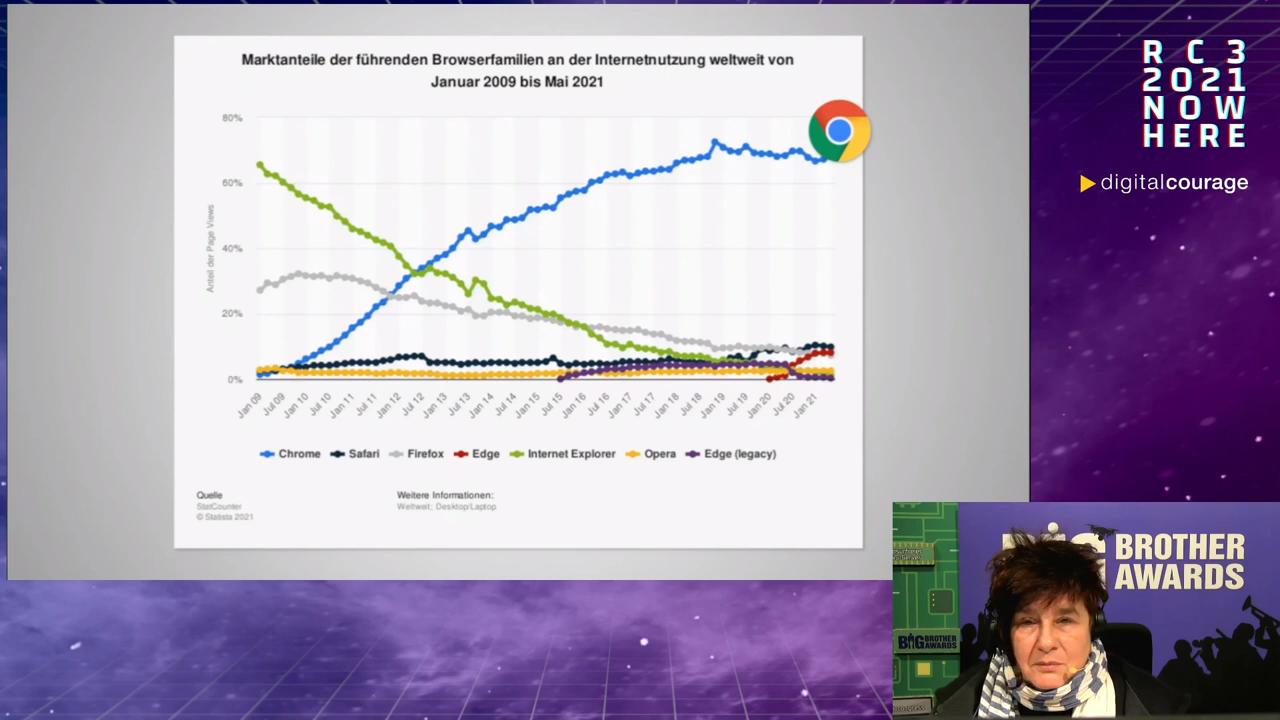 Marktanteile der führenden Browserfamilien an der Internetnutzung weltweit von
Januar 2009 bis Mai 2021
80%
60%
40%
20%
0%
Anteil der Page Views
Jan 09
Jul 09
Jan 10
Jul 10
Jan 11
Jul 11
Jan 12
Jul 12
Jan 13
Jul 13
Jan 14
Jul 14
Jan 15
Jul 15
Jan 16
Jul 16
Jan 17
Jul 17
Jan 18
Jul 18
Jan 19
Jul 19
Jan 20
Jul 20
Jan 21
Chrome
Safari
Firefox
Edge
Internet Explorer
Opera
Edge (legacy)
Quelle
StatCounter
© Statista 2021
Weitere Informationen:
Weltweit; Desktop/Laptop
R C 3
2021
NOW
HERE
digitalcourage
BROTHER
AWARDS
BIG BROTHER
AWARDS